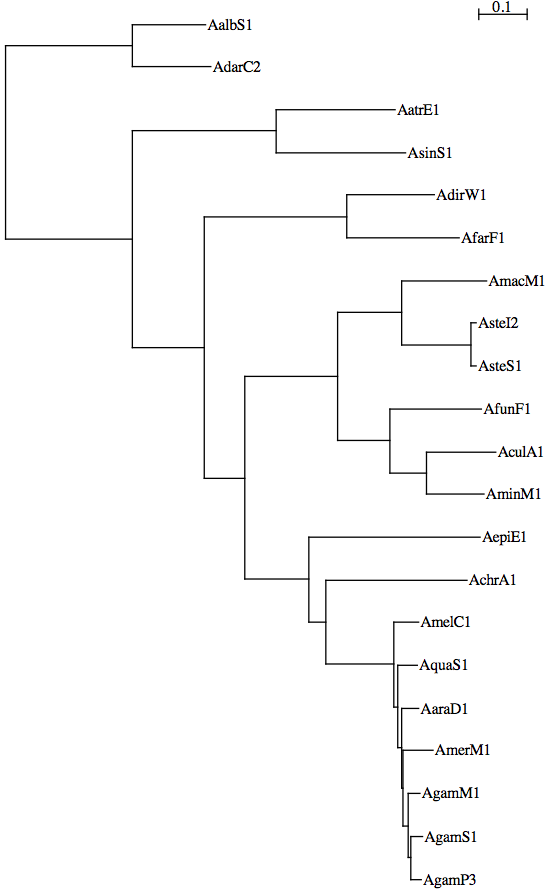 0.1
AalbS1
AdarC2
AatrE1
AsinS1
AdirW1
AfarF1
AmacM1
AsteI2
AsteS1
AfunF1
AculA1
AminM1
AepiE1
AchrA1
AmelC1
AquaS1
AaraD1
AmerM1
AgamM1
AgamS1
AgamP3